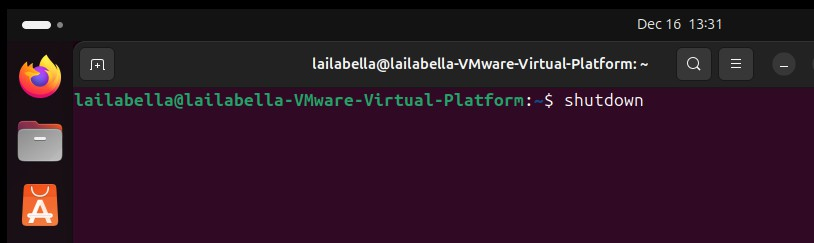 Dec 16 13:31
lailabella@lailabella-VMware-Virtual-Platform: ~
lailabella@lailabella-VMware-Virtual-Platform:~$ shutdown